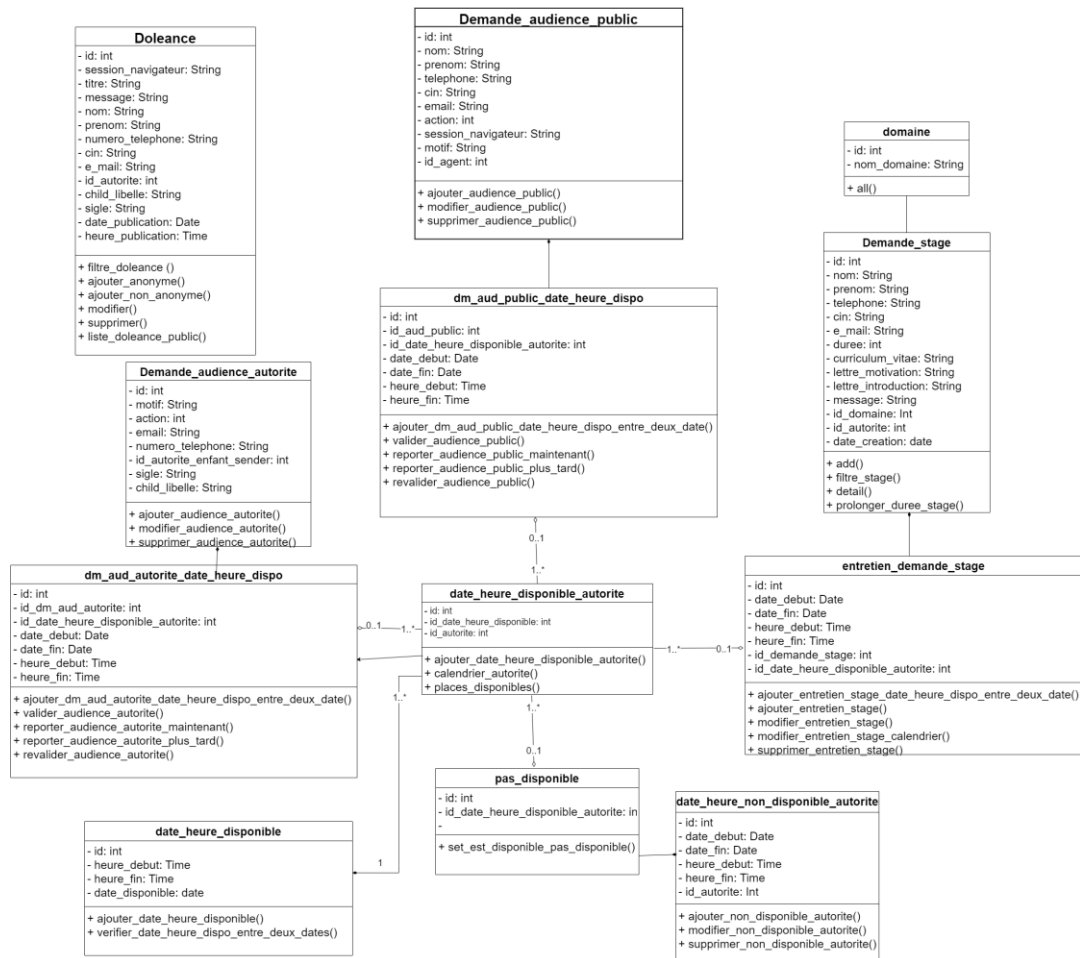 Doleance
- id: int
- session_navigateur: String
- titre: String
- message: String
- nom: String
- prenom: String
- numero_telephone: String
- cin: String
- e_mail: String
- id_autorite: int
- child_libelle: String
- sigle: String
- date_publication: Date
- heure_publication: Time
+ filtre_doleance ()
+ ajouter_anonyme()
+ ajouter_non_anonyme()
+ modifier()
+ supprimer()
+ liste_doleance_public()
Demande_audience_public
- id: int
- nom: String
- prenom: String
- telephone: String
- cin: String
- email: String
- action: int
- session_navigateur: String
- motif: String
- id_agent: int
+ ajouter_audience_public()
+ modifier_audience_public()
+ supprimer_audience_public()
domaine
- id: int
- nom_domaine: String
+ all()
Demande_stage
- id: int
- nom: String
- prenom: String
- telephone: String
- cin: String
- e_mail: String
- duree: int
- curriculum_vitae: String
- lettre_motivation: String
- lettre_introduction: String
- message: String
- id_domaine: Int
- id_autorite: int
- date_creation: date
+ add()
+ filtre_stage()
+ detail()
+ prolonger_duree_stage()
dm_aud_public_date_heure_dispo
- id: int
- id_aud_public: int
- id_date_heure_disponible_autorite: int
- date_debut: Date
- date_fin: Date
- heure_debut: Time
- heure_fin: Time
+ ajouter_dm_aud_public_date_heure_dispo_entre_deux_date()
+ valider_audience_public()
+ reporter_audience_public_maintenant()
+ reporter_audience_public_plus_tard()
+ revalider_audience_public()
Demande_audience_autorite
- id: int
- motif: String
- action: int
- email: String
- numero_telephone: String
- id_autorite_enfant_sender: int
- sigle: String
- child_libelle: String
+ ajouter_audience_autorite()
+ modifier_audience_autorite()
+ supprimer_audience_autorite()
0..1
1..*
dm_aud_autorite_date_heure_dispo
- id: int
- id_dm_aud_autorite: int
- id_date_heure_disponible_autorite: int
- date_debut: Date
- date_fin: Date
- heure_debut: Time
- heure_fin: Time
+ ajouter_dm_aud_autorite_date_heure_dispo_entre_deux_date()
+ valider_audience_autorite()
+ reporter_audience_autorite_maintenant()
+ reporter_audience_autorite_plus_tard()
+ revalider_audience_autorite()
0..1
1..*
date_heure_disponible_autorite
- id: int
- id_date_heure_disponible: int
- id_autorite: int
+ ajouter_date_heure_disponible_autorite()
+ calendrier_autorite()
+ places_disponibles()
1..*
0..1
entretien_demande_stage
- id: int
- date_debut: Date
- date_fin: Date
- heure_debut: Time
- heure_fin: Time
- id_demande_stage: int
- id_date_heure_disponible_autorite: int
+ ajouter_entretien_stage_date_heure_dispo_entre_deux_date()
+ ajouter_entretien_stage()
+ modifier_entretien_stage()
+ modifier_entretien_stage_calendrier()
+ supprimer_entretien_stage()
1..*
1..*
0..1
pas_disponible
- id: int
- id_date_heure_disponible_autorite: in
-
+ set_est_disponible_pas_disponible()
date_heure_non_disponible_autorite
- id: int
- date_debut: Date
- date_fin: Date
- heure_debut: Time
- heure_fin: Time
- id_autorite: Int
+ ajouter_non_disponible_autorite()
+ modifier_non_disponible_autorite()
+ supprimer_non_disponible_autorite()
date_heure_disponible
- id: int
- heure_debut: Time
- heure_fin: Time
- date_disponible: date
+ ajouter_date_heure_disponible()
+ verifier_date_heure_dispo_entre_deux_dates()
1